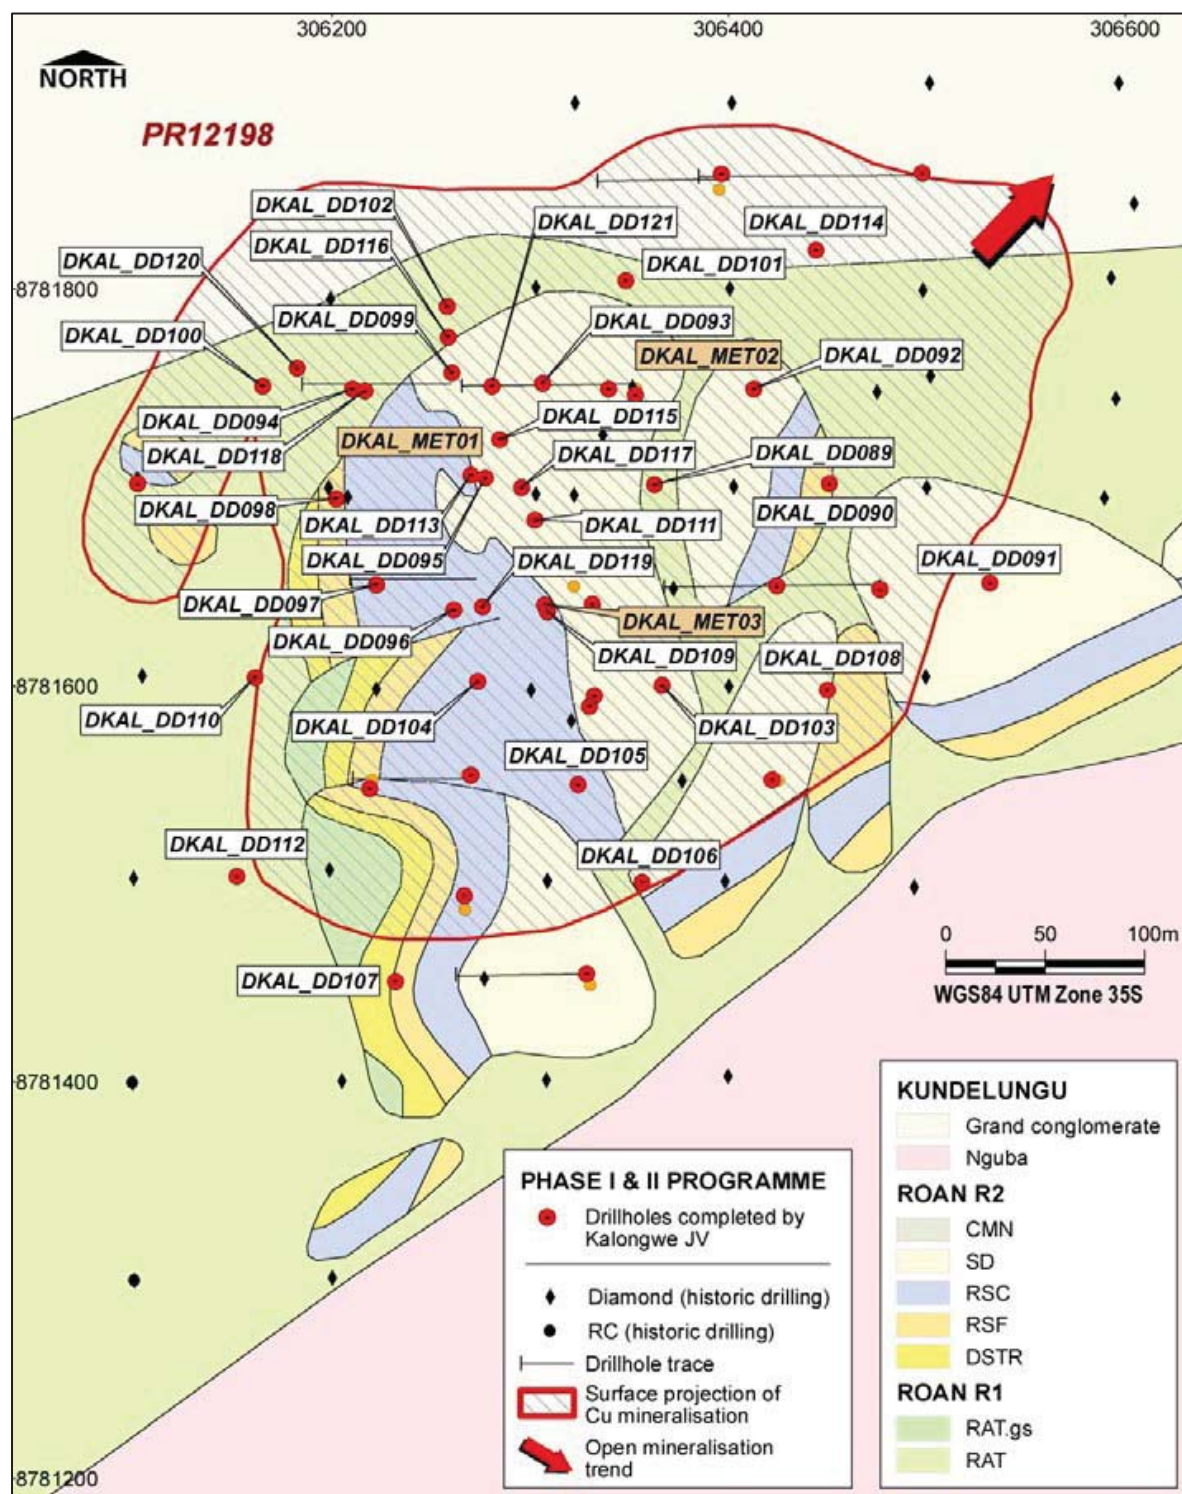 306200
306400
306600
NORTH
PR12198
DKAL_DD102
DKAL_DD116
DKAL_DD121
DKAL_DD114
DKAL_DD120
DKAL_DD101
8781800
DKAL_DD099
DKAL_DD093
DKAL_DD100
DKAL_MET02
DKAL_DD092
DKAL_DD094
DKAL_DD115
DKAL_MET01
DKAL_DD118
DKAL_DD117
DKAL_DD089
DKAL_DD098
DKAL_DD113
DKAL_DD111
DKAL_DD090
DKAL_DD095
DKAL_DD119
DKAL_DD091
DKAL_DD097
DKAL_MET03
DKAL_DD096
DKAL_DD109
DKAL_DD108
8781600
DKAL_DD110
DKAL_DD104
DKAL_DD103
DKAL_DD105
DKAL_DD112
DKAL_DD106
0 50 100m
WGS84 UTM Zone 35S
DKAL_DD107
8781400
PHASE I & II PROGRAMME
Drillholes completed by
Kalongwe JV
Diamond (historic drilling)
RC (historic drilling)
Drillhole trace
Surface projection of
Cu mineralisation
Open mineralisation
trend
KUNDELUNGU
Grand conglomerate
Nguba
ROAN R2
CMN
SD
RSC
RSF
DSTR
ROAN R1
RAT.gs
RAT
8781200